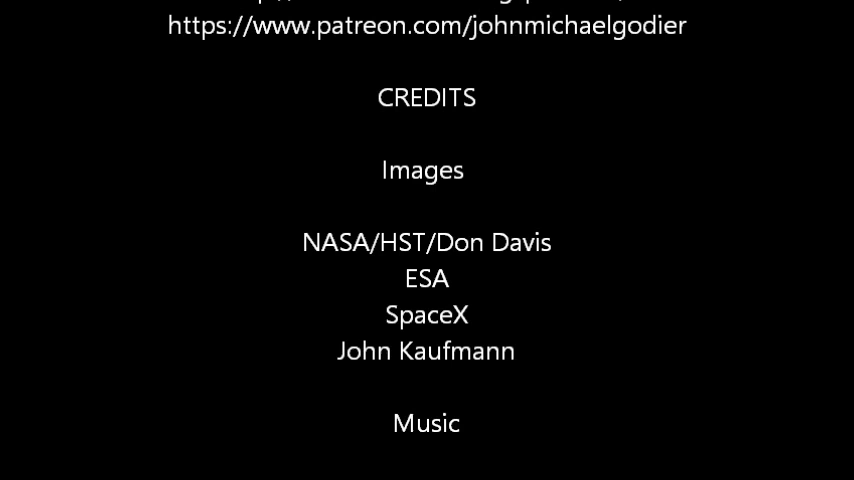 https://www.patreon.com/johnmichaelgodier
CREDITS
Images
NASA/HST/Don Davis
ESA
SpaceX
John Kaufmann
Music